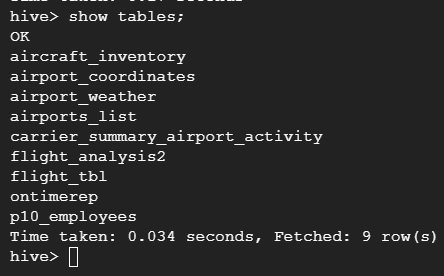 hive> show tables;
OK
aircraft_inventory
airport_coordinates
airport_weather
airports_list
carrier_summary_airport_activity
flight_analysis2
flight_tbl
ontimerep
p10_employees
Time taken: 0.034 seconds, Fetched: 9 row(s)
hive>